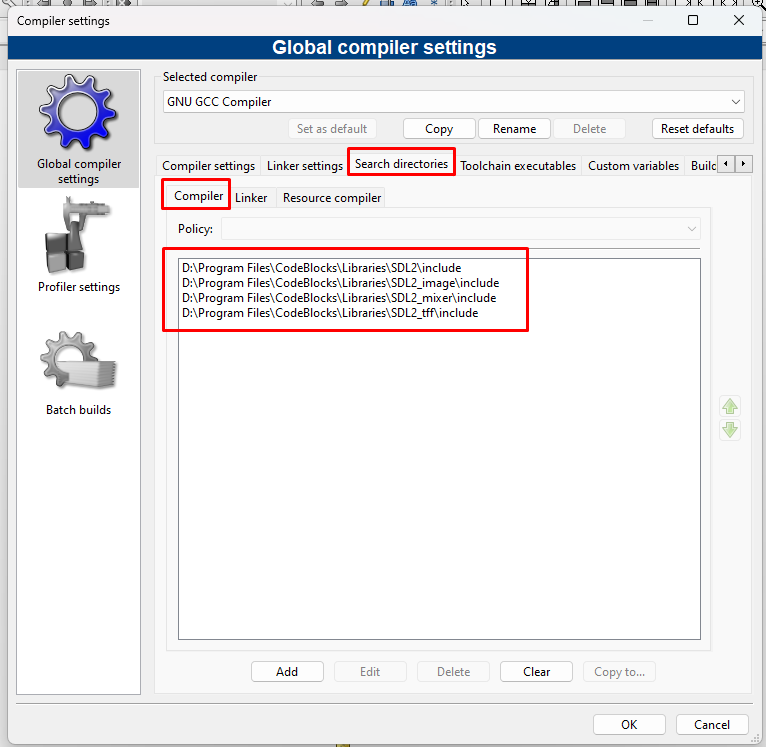 Compiler settings
Global compiler settings
Global compiler
settings
Profiler settings
Batch builds
Selected compiler
GNU GCC Compiler
Set as default
Copy
Rename
Delete
Reset defaults
Compiler settings
Linker settings
Search directories
Toolchain executables
Custom variables
Compiler
Linker
Resource compiler
Policy:
D:\Program Files\CodeBlocks\Libraries\SDL2\include
D:\Program Files\CodeBlocks\Libraries\SDL2_image\include
D:\Program Files\CodeBlocks\Libraries\SDL2_mixer\include
D:\Program Files\CodeBlocks\Libraries\SDL2_tff\include
Add
Edit
Delete
Clear
Copy to...
OK
Cancel